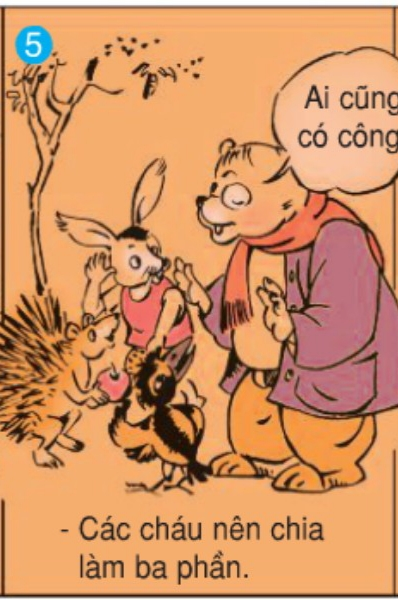 5
Ai cũng
có công
- Các cháu nên chia
làm ba phần.